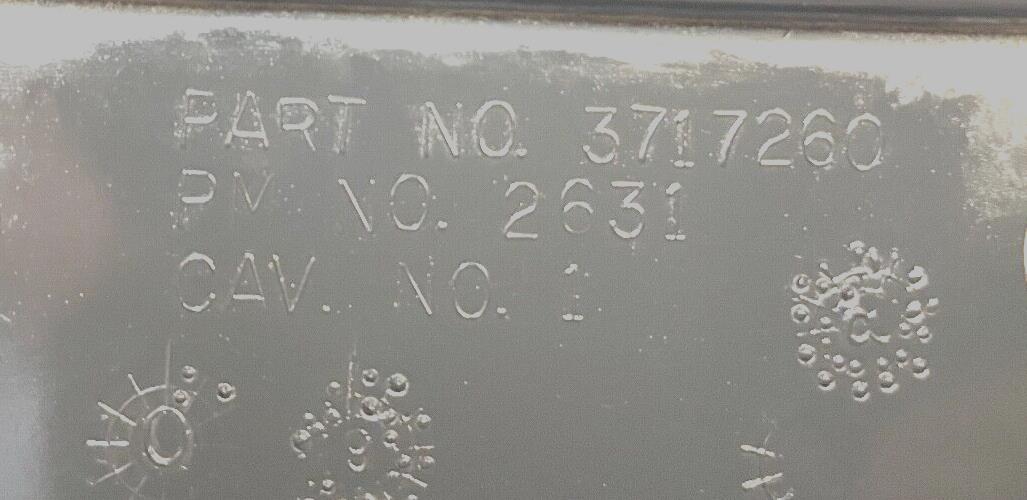 PART NO. 3717260
PM NO. 2631
CAV. NO. 1